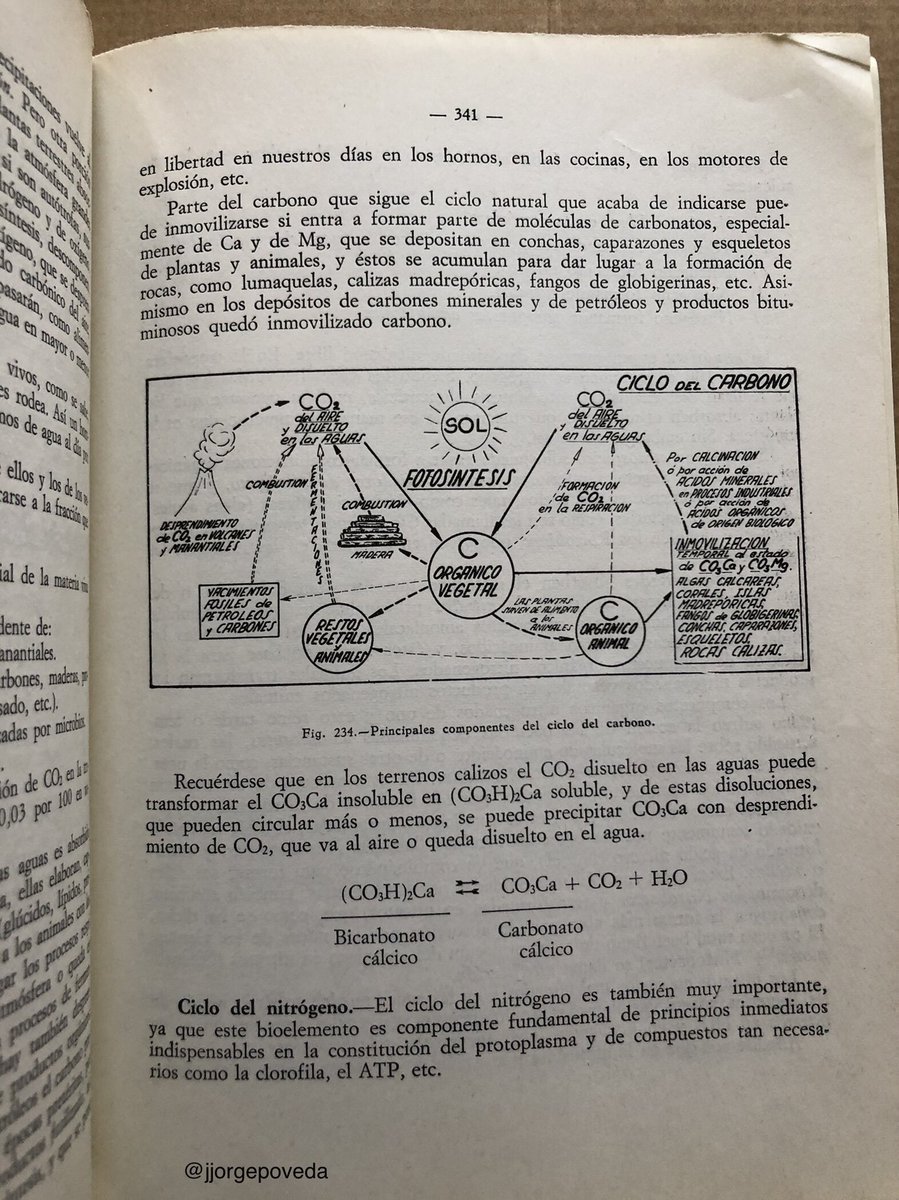 — 341 —
en libertad en nuestros días en los hornos, en las cocinas, en los motores de
explosión, etc.
Parte del carbono que sigue el ciclo natural que acaba de indicarse pue-
de inmovilizarse si entra a formar parte de moléculas de carbonatos, especial-
mente de Ca y de Mg, que se depositan en conchas, caparazones y esqueletos
de plantas y animales, y éstos se acumulan para dar lugar a la formación de
rocas, como lumaquelas, calizas madrepóricas, fangos de globigerinas, etc. Asi-
mismo en los depósitos de carbones minerales y de petróleos y productos bitu-
minosos quedó inmovilizado carbono.
CICLO DEL CARBONO
CO2
del AIRE
y DISUELTO
en las AGUAS
SOL
FOTOSINTESIS
CO2
del AIRE
y DISUELTO
en las AGUAS
DESPRENDIMIENTO
de CO2 en VOLCANES
y MANANTIALES
COMBUSTION
FERMENTACIONES
COMBUSTION
MADERA
FORMACION
de CO2
en la RESPIRACION
Por CALCINACION
ó por acción de
ACIDOS MINERALES
en PROCESOS INDUSTRIALES
ó por acción de
ACIDOS ORGÁNICOS
de ORIGEN BIOLOGICO
YACIMIENTOS
FOSILES de
PETROLEOS
y CARBONES
RESTOS
VEGETALES
y
ANIMALES
C
ORGANICO
VEGETAL
LAS PLANTAS
SIRVEN DE ALIMENTO
a los
ANIMALES
C
ORGANICO
ANIMAL
INMOVILIZACION
TEMPORAL al estado
de CO3Ca y CO3Mg.
ALGAS CALCAREAS,
CORALES, ISLAS
MADREPORICAS,
FANGOS de GLOBIGERINAS
CONCHAS, CAPARAZONES,
ESQUELETOS,
ROCAS CALIZAS.
Fig. 234.—Principales componentes del ciclo del carbono.
Recuérdese que en los terrenos calizos el CO2 disuelto en las aguas puede
transformar el CO3Ca insoluble en (CO3H)2Ca soluble, y de estas disoluciones,
que pueden circular más o menos, se puede precipitar CO3Ca con desprendi-
miento de CO2, que va al aire o queda disuelto en el agua.
(CO3H)2Ca ⇄ CO3Ca + CO2 + H2O
Bicarbonato
cálcico
Carbonato
cálcico
Ciclo del nitrógeno.—El ciclo del nitrógeno es también muy importante,
ya que este bioelemento es componente fundamental de principios inmediatos
indispensables en la constitución del protoplasma y de compuestos tan necesa-
rios como la clorofila, el ATP, etc.
@jjorgepoveda